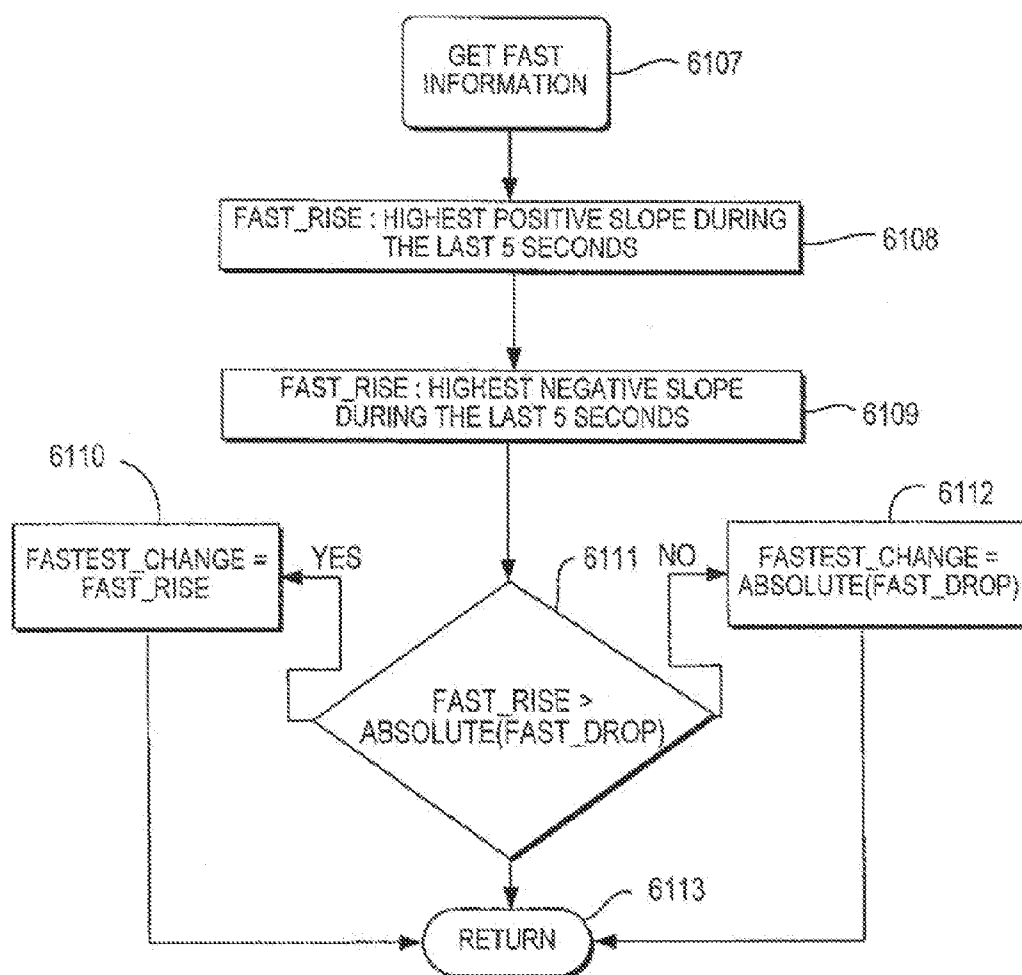 GET FAST
INFORMATION
6107
FAST_RISE : HIGHEST POSITIVE SLOPE DURING
THE LAST 5 SECONDS
6108
FAST_RISE : HIGHEST NEGATIVE SLOPE
DURING THE LAST 5 SECONDS
6109
6110
FASTEST_CHANGE =
FAST_RISE
YES
6111
NO
6112
FASTEST_CHANGE =
ABSOLUTE(FAST_DROP)
FAST_RISE >
ABSOLUTE(FAST_DROP)
6113
RETURN